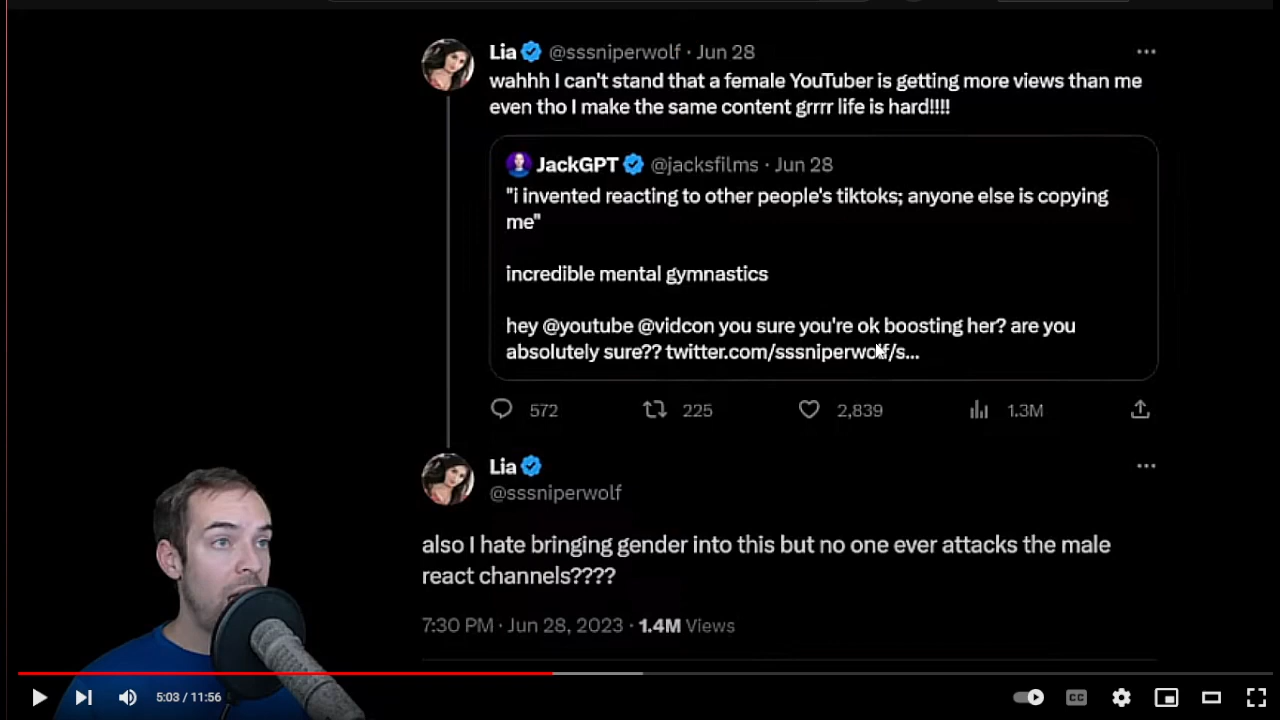 Lia @sssniperwolf · Jun 28
wahhh I can't stand that a female YouTuber is getting more views than me
even tho I make the same content grrrr life is hard!!!!
JackGPT @jacksfilms · Jun 28
"i invented reacting to other people's tiktoks; anyone else is copying
me"
incredible mental gymnastics
hey @youtube @vidcon you sure you're ok boosting her? are you
absolutely sure?? twitter.com/sssniperwolf/s...
572 225 2,839 1.3M
Lia
@sssniperwolf
also I hate bringing gender into this but no one ever attacks the male
react channels????
7:30 PM · Jun 28, 2023 · 1.4M Views
5:03 / 11:56
CC